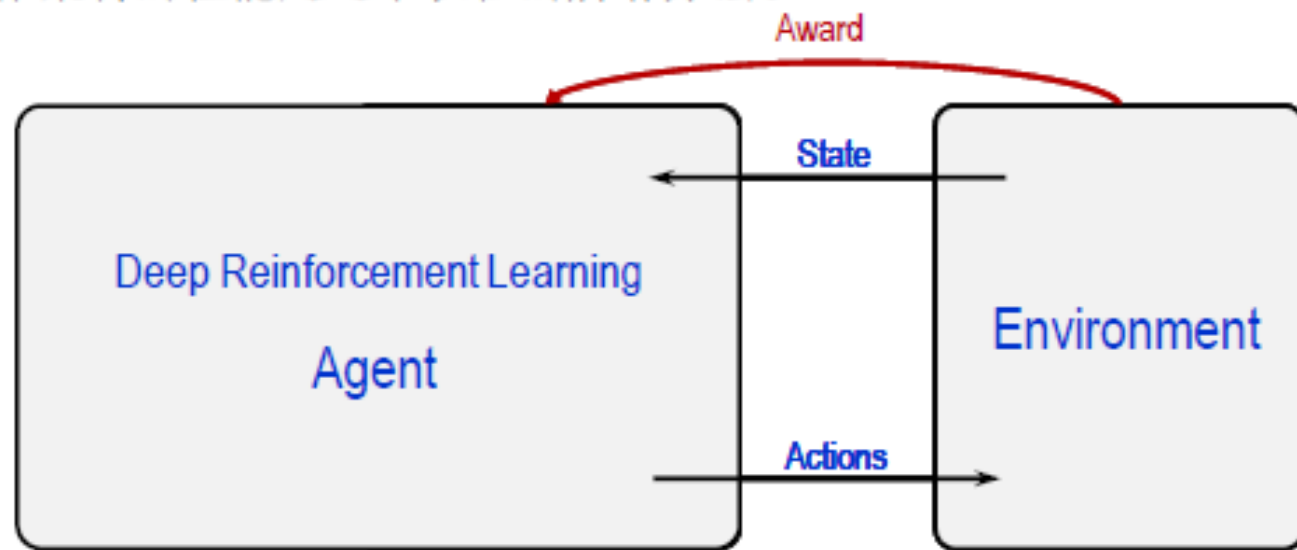 Award
State
Deep Reinforcement Learning
Agent
Environment
Actions